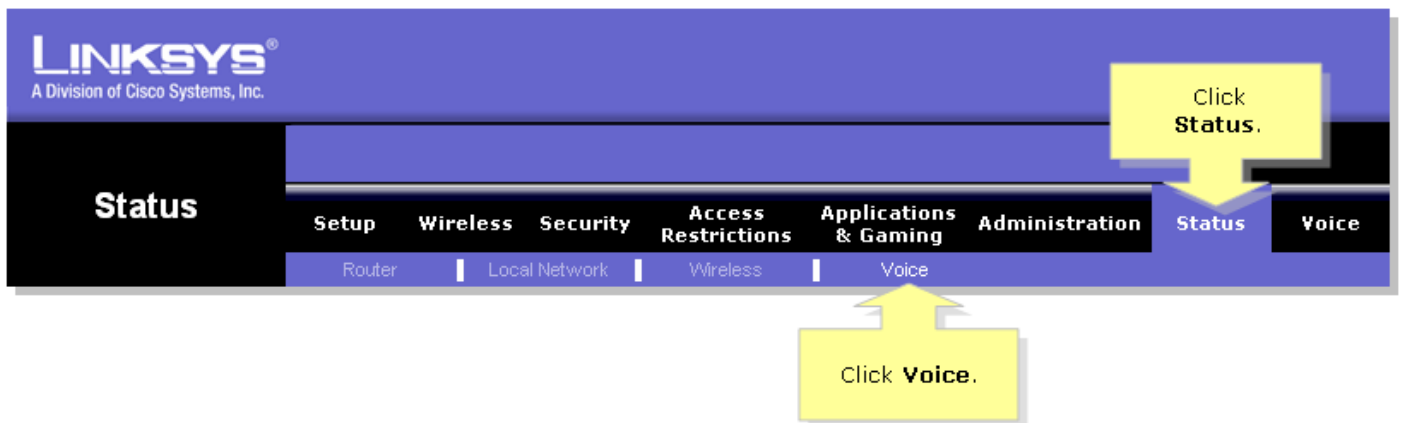 LINKSYS®
A Division of Cisco Systems, Inc.
Click
Status.
Status
Setup Wireless Security Access Restrictions Applications & Gaming Administration Status Voice
Router Local Network Wireless Voice
Click Voice.